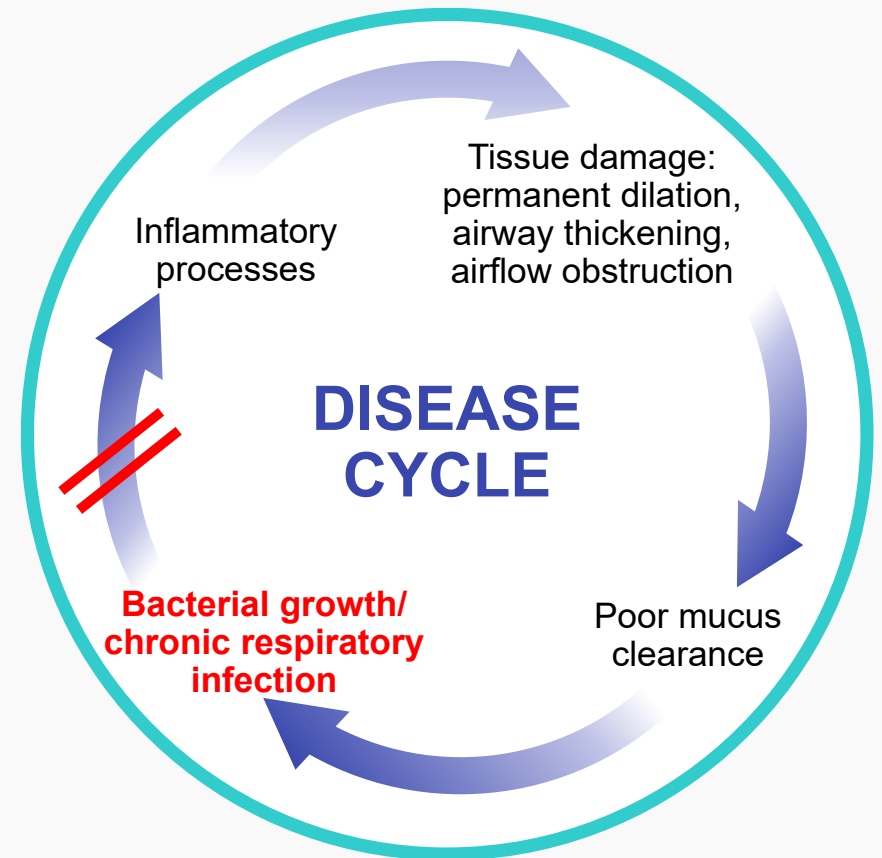 Tissue damage:
permanent dilation,
airway thickening,
airflow obstruction
Inflammatory
processes
DISEASE
CYCLE
Bacterial growth/
chronic respiratory
infection
Poor mucus
clearance